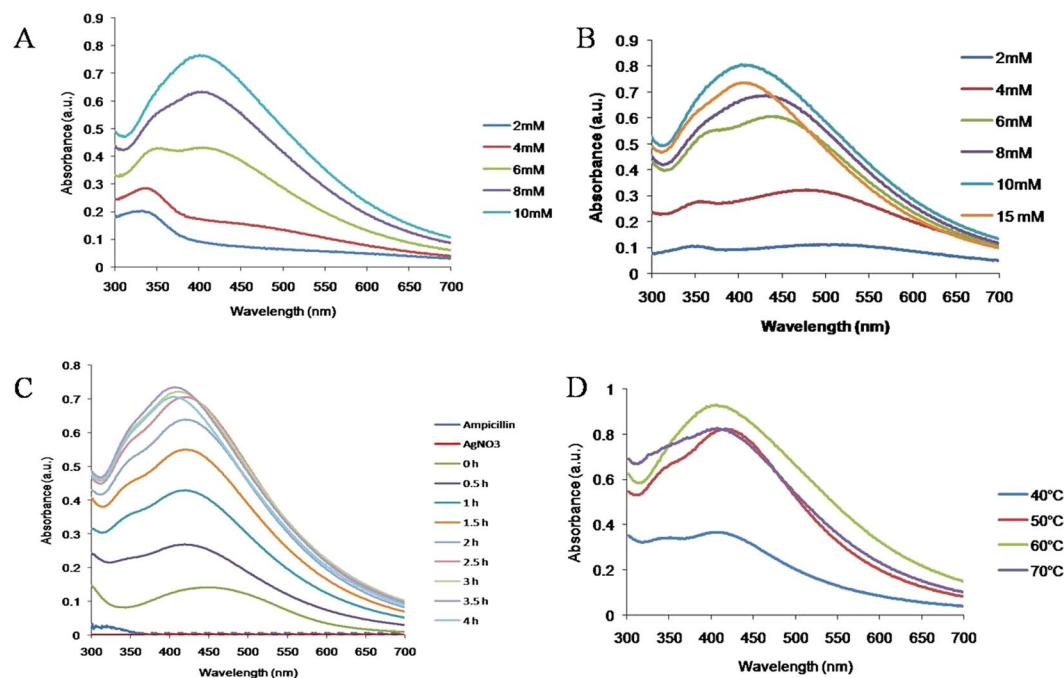 A
0.9
0.8
0.7
0.6
0.5
0.4
0.3
0.2
0.1
0
300 350 400 450 500 550 600 650 700
Absorbance (a.u.)
Wavelength (nm)
2mM
4mM
6mM
8mM
10mM
B
1
0.9
0.8
0.7
0.6
0.5
0.4
0.3
0.2
0.1
0
300 350 400 450 500 550 600 650 700
Absorbance (a.u.)
Wavelength (nm)
2mM
4mM
6mM
8mM
10mM
15 mM
C
0.8
0.7
0.6
0.5
0.4
0.3
0.2
0.1
0
300 350 400 450 500 550 600 650 700
Absorbance (a.u.)
Wavelength (nm)
Ampicillin
AgNO3
0 h
0.5 h
1 h
1.5 h
2 h
2.5 h
3 h
3.5 h
4 h
D
1
0.8
0.6
0.4
0.2
0
300 350 400 450 500 550 600 650 700
Absorbance (a.u.)
Wavelength (nm)
40°C
50°C
60°C
70°C